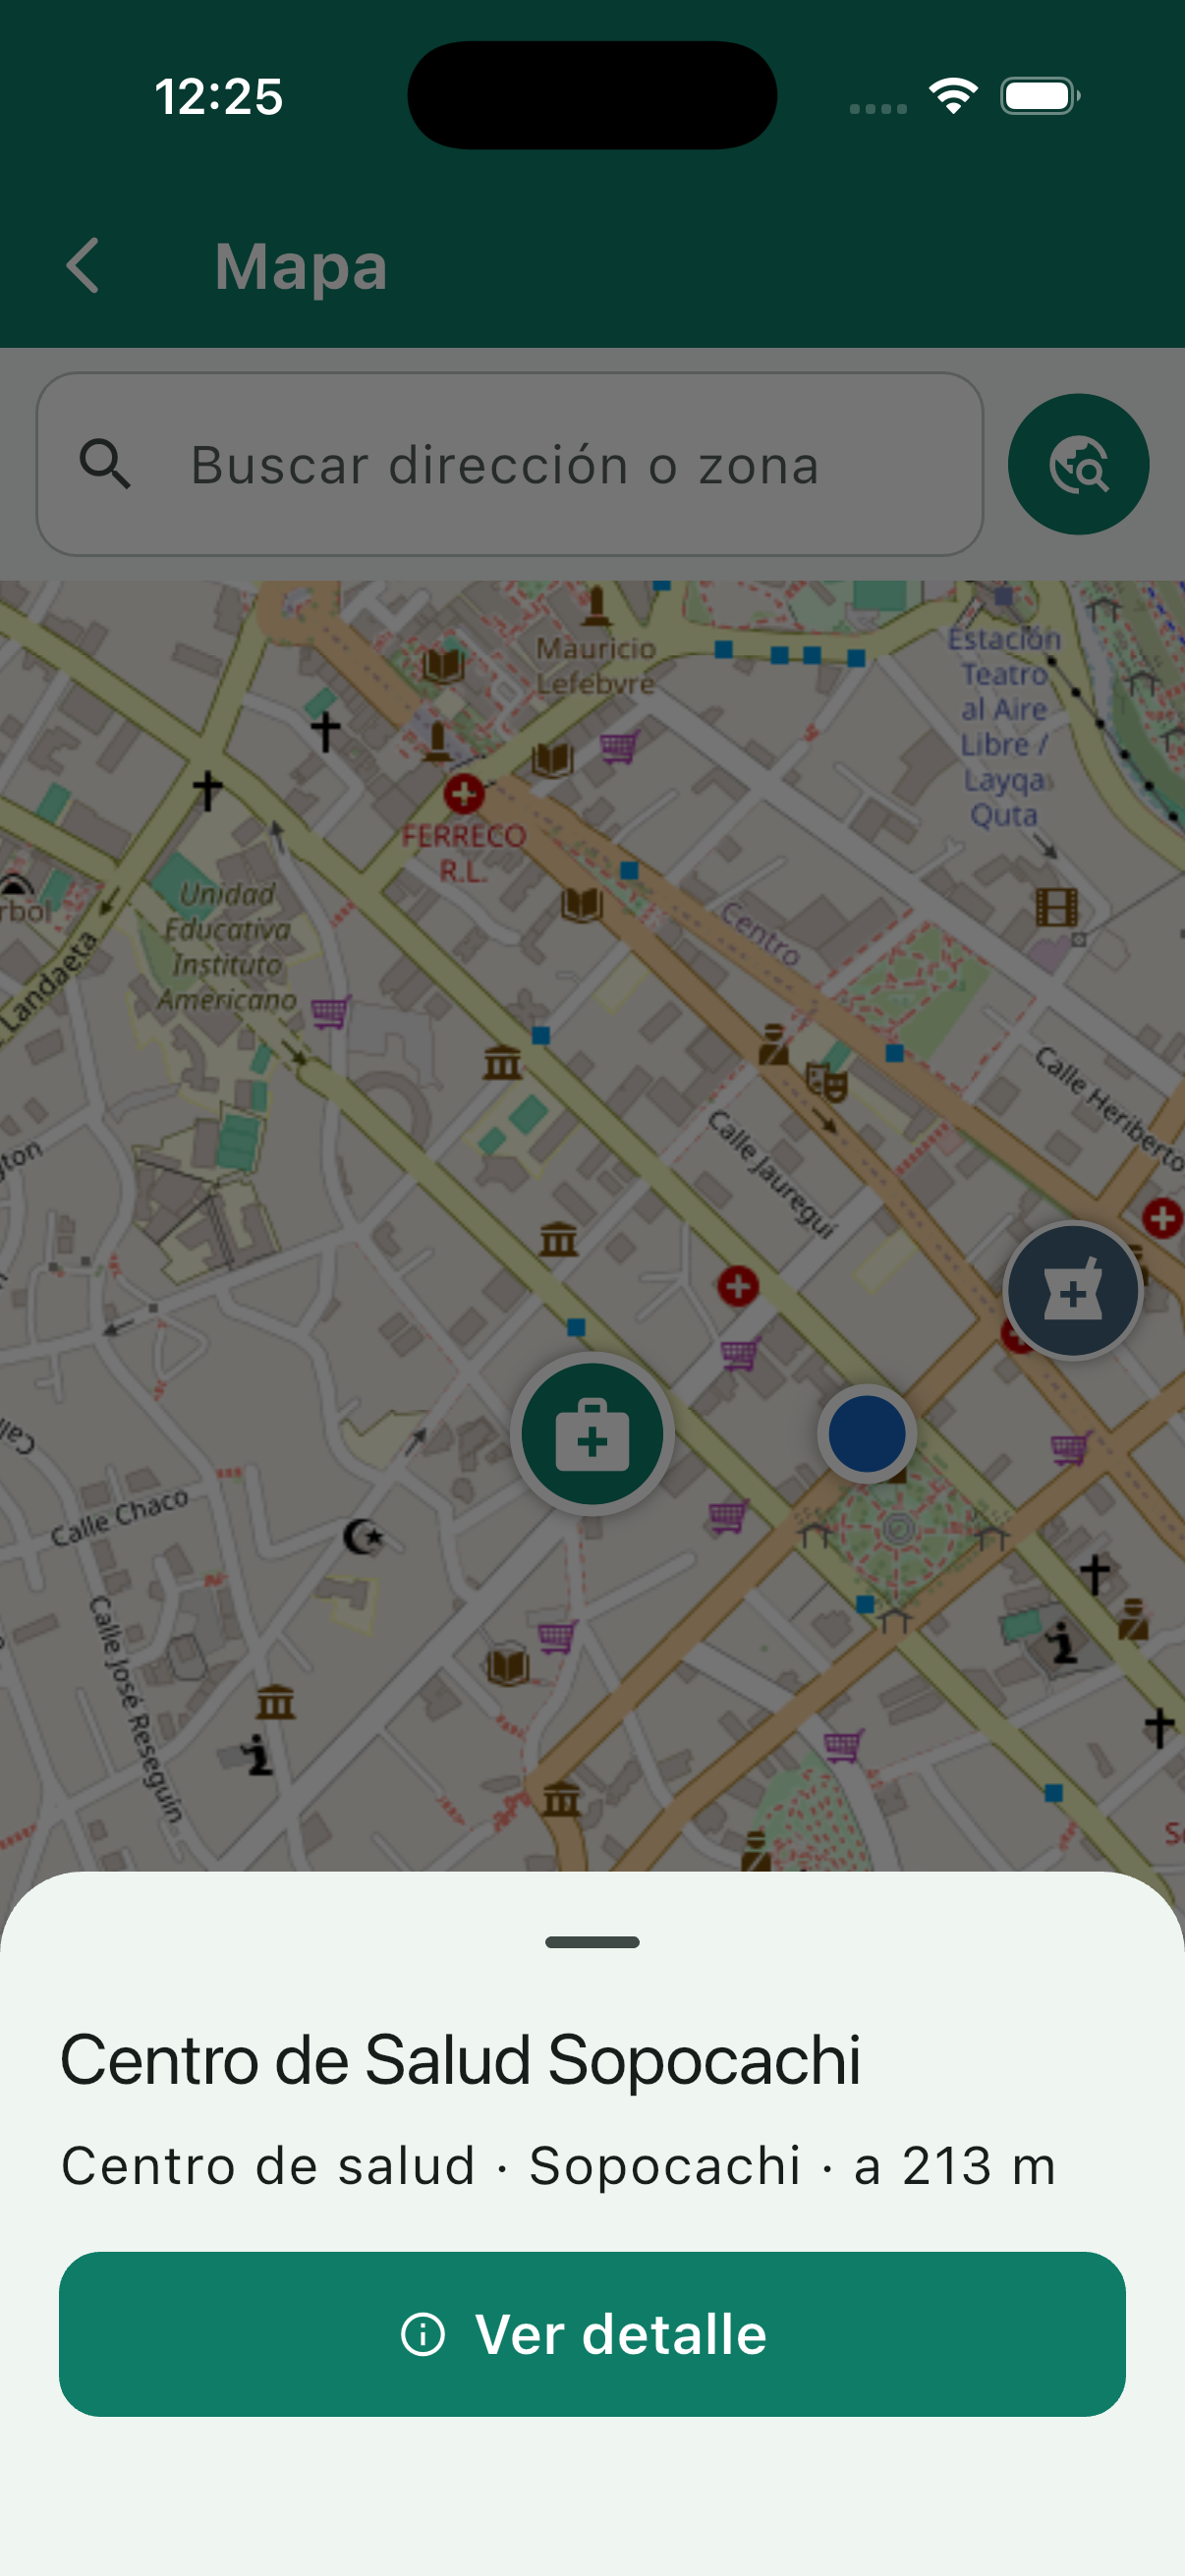 12:25
Mapa
Buscar dirección o zona
Mauricio
Lefebvre
Estación
Teatro
al Aire
Libre /
Layqa
Quta
FERRECO
R.L.
Unidad
Educativa
Instituto
Americano
rbol
Landaeta
Centro
Calle Heriberto
Calle Jauregui
gton
Calle Chaco
Calle José Reseguín
Centro de Salud Sopocachi
Centro de salud · Sopocachi · a 213 m
Ver detalle